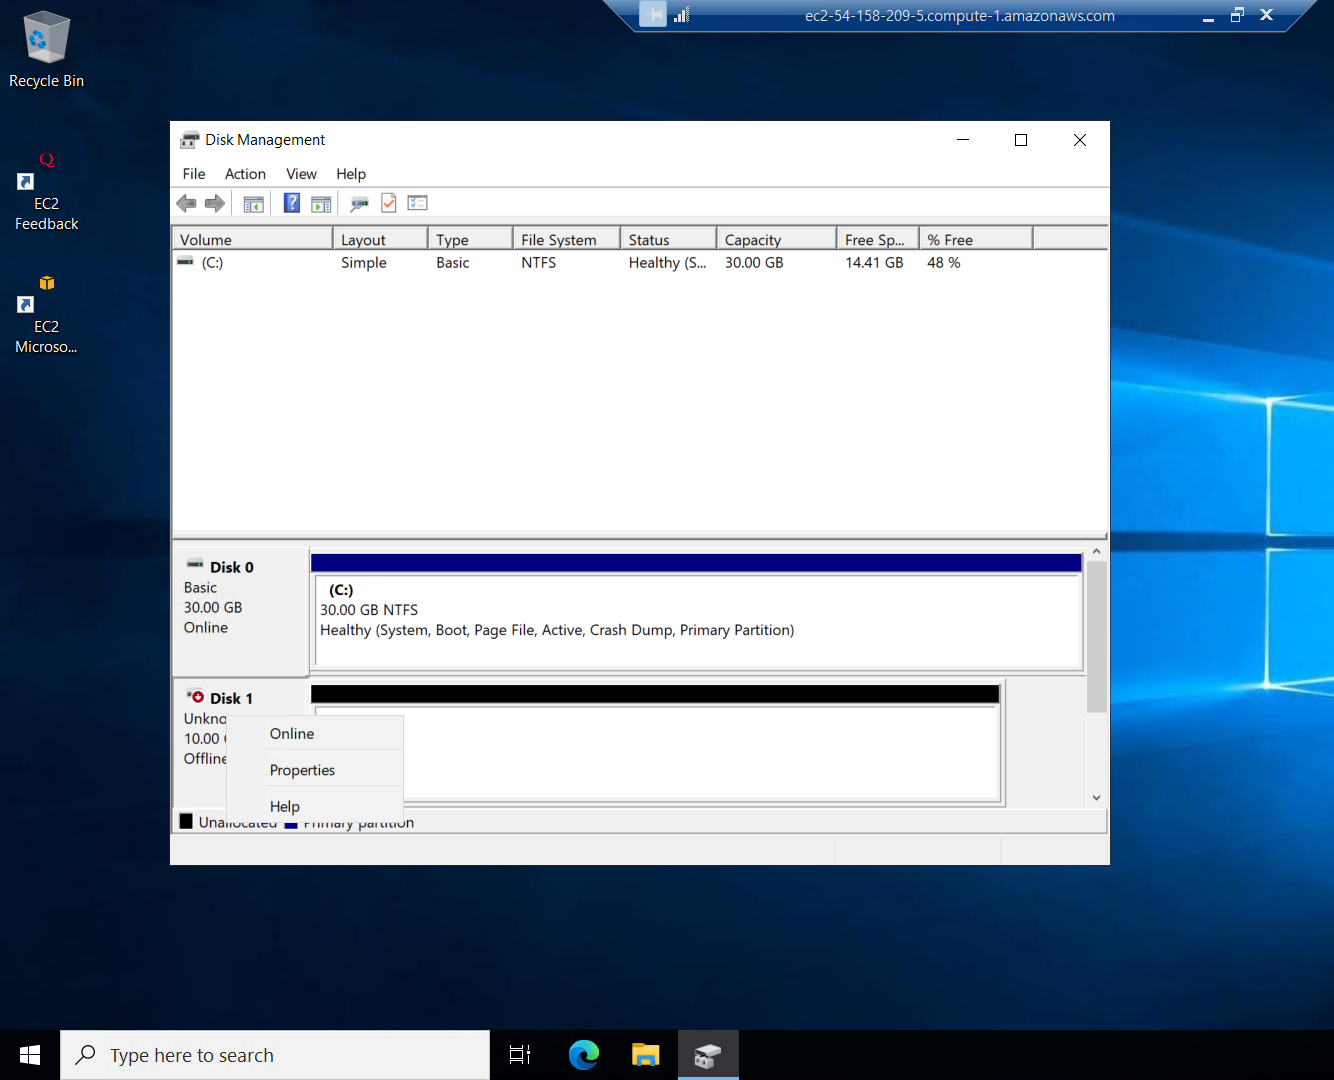 ec2-54-158-209-5.compute-1.amazonaws.com
Recycle Bin
EC2
Feedback
EC2
Microso...
Disk Management
File Action View Help
Volume Layout Type File System Status Capacity Free Sp... % Free
(C:) Simple Basic NTFS Healthy (S... 30.00 GB 14.41 GB 48 %
Disk 0
Basic
30.00 GB
Online
(C:)
30.00 GB NTFS
Healthy (System, Boot, Page File, Active, Crash Dump, Primary Partition)
Disk 1
Unkno
10.00
Offline
Online
Properties
Help
Unallocated Primary partition
Type here to search